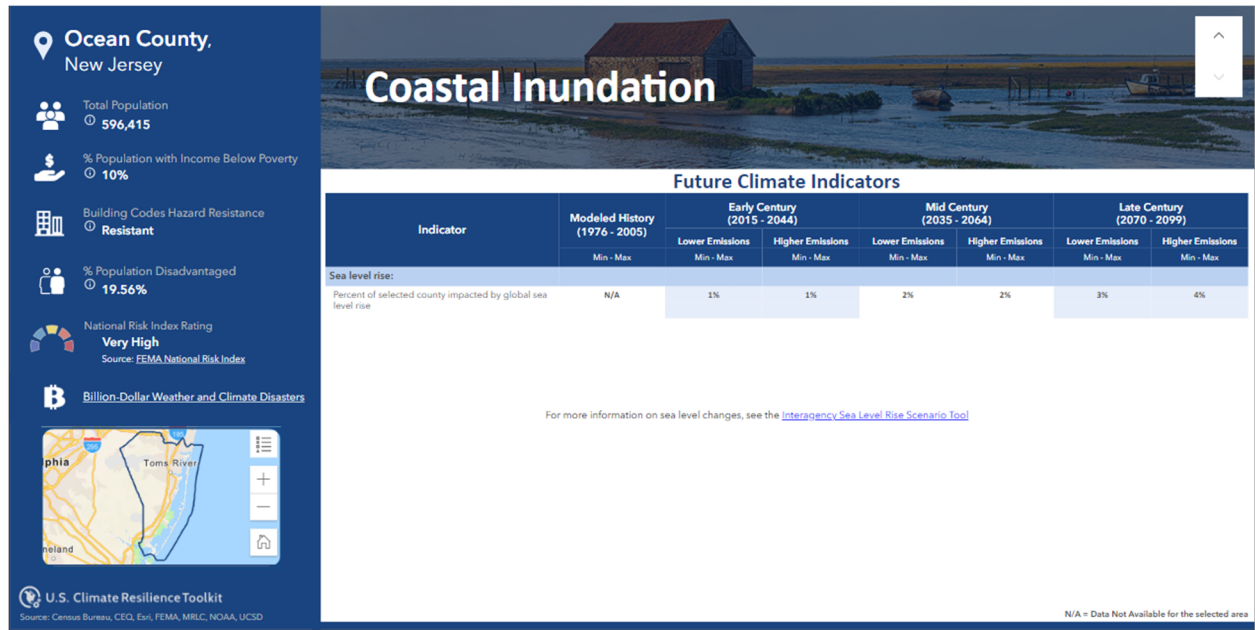 Ocean County,
New Jersey
Total Population
596,415
% Population with Income Below Poverty
10%
Building Codes Hazard Resistance
Resistant
% Population Disadvantaged
19.56%
National Risk Index Rating
Very High
Source: FEMA National Risk Index
Billion-Dollar Weather and Climate Disasters
195
295
lphia
Toms River
neland
U.S. Climate Resilience Toolkit
Source: Census Bureau, CEQ, Esri, FEMA, MRLC, NOAA, UCSD
Coastal Inundation
Future Climate Indicators
Indicator
Modeled History
(1976 - 2005)
Early Century
(2015 - 2044)
Mid Century
(2035 - 2064)
Late Century
(2070 - 2099)
Lower Emissions Higher Emissions Lower Emissions Higher Emissions Lower Emissions Higher Emissions
Min - Max Min - Max Min - Max Min - Max Min - Max Min - Max Min - Max
Sea level rise:
Percent of selected county impacted by global sea
level rise
N/A 1% 1% 2% 2% 3% 4%
For more information on sea level changes, see the Interagency Sea Level Rise Scenario Tool
N/A = Data Not Available for the selected area